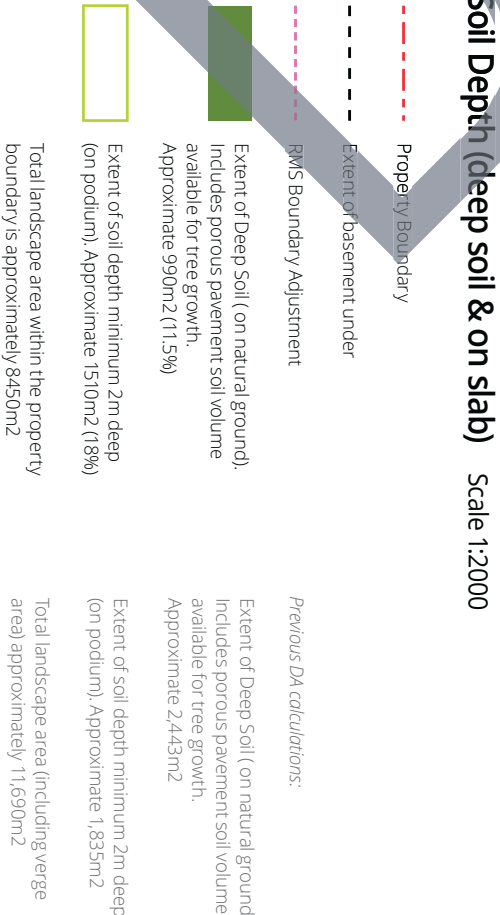 Soil Depth (deep soil & on slab) Scale 1:2000
Property Boundary
Extent of basement under
RMS Boundary Adjustment
Extent of Deep Soil ( on natural ground).
Includes porous pavement soil volume
available for tree growth.
Approximate 990m2 (11.5%)
Extent of soil depth minimum 2m deep
(on podium). Approximate 1510m2 (18%)
Total landscape area within the property
boundary is approximately 8450m2
Previous DA calculations:
Extent of Deep Soil ( on natural ground
Includes porous pavement soil volume
available for tree growth.
Approximate 2,443m2
Extent of soil depth minimum 2m deep
(on podium). Approximate 1,835m2
Total landscape area (including verge
area) approximately 11,690m2